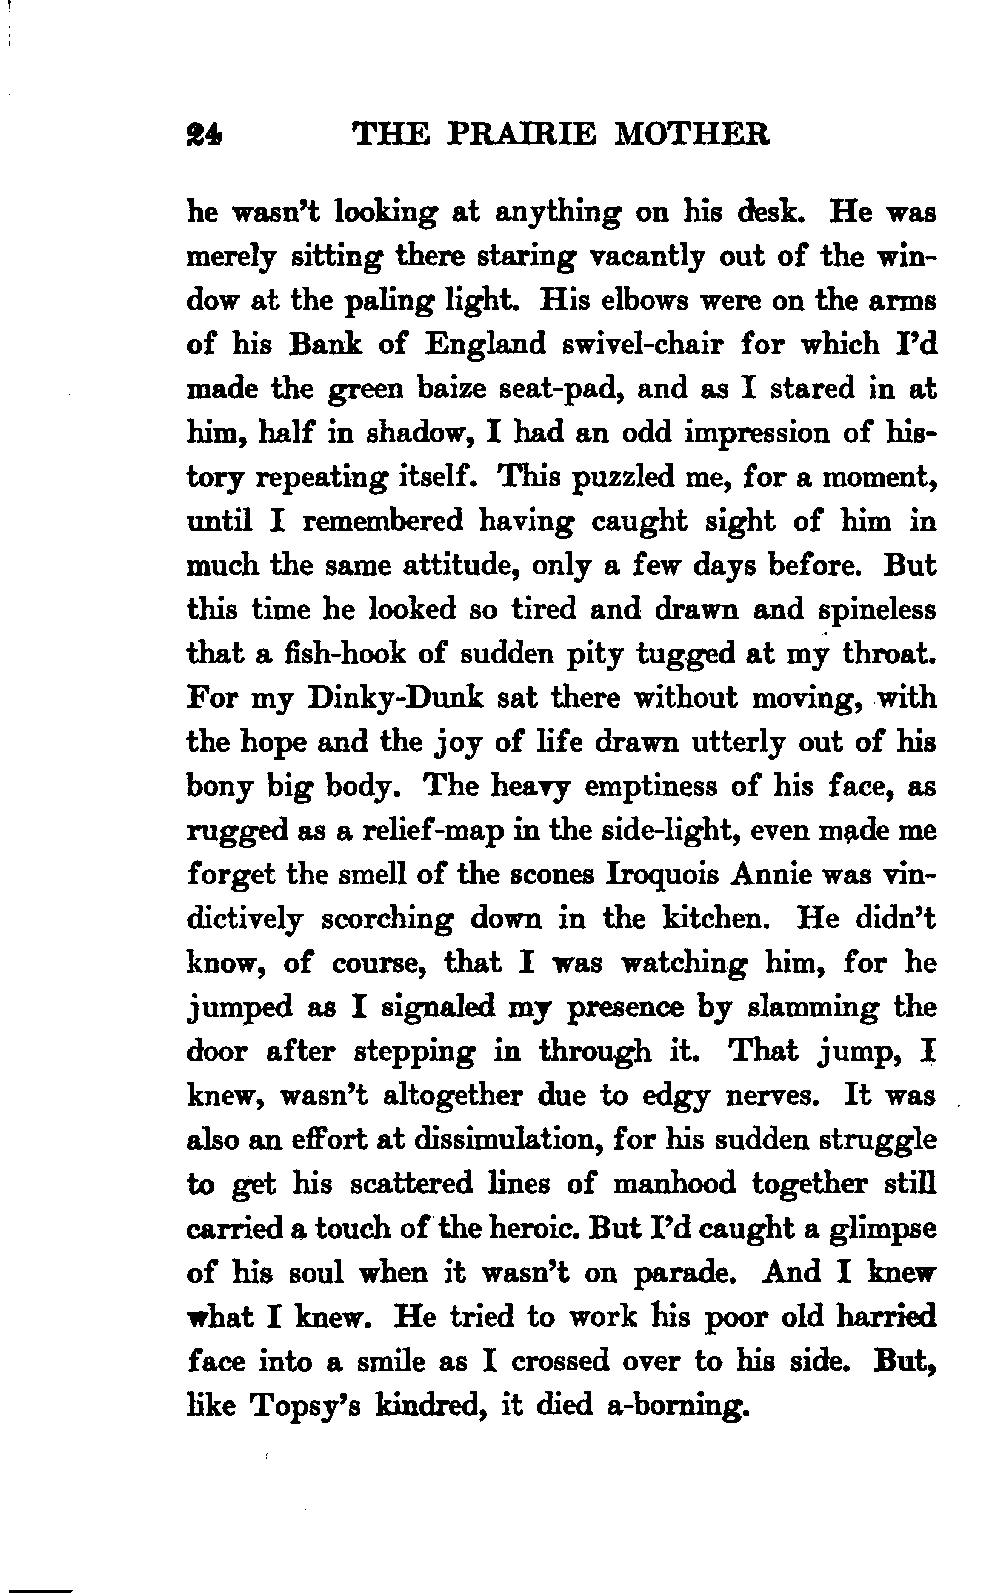 24 THE PRAIRIE MOTHER
he wasn't looking at anything on his desk. He was
merely sitting there staring vacantly out of the win-
dow at the paling light. His elbows were on the arms
of his Bank of England swivel-chair for which I'd
made the green baize seat-pad, and as I stared in at
him, half in shadow, I had an odd impression of his-
tory repeating itself. This puzzled me, for a moment,
until I remembered having caught sight of him in
much the same attitude, only a few days before. But
this time he looked so tired and drawn and spineless
that a fish-hook of sudden pity tugged at my throat.
For my Dinky-Dunk sat there without moving, with
the hope and the joy of life drawn utterly out of his
bony big body. The heavy emptiness of his face, as
rugged as a relief-map in the side-light, even made me
forget the smell of the scones Iroquois Annie was vin-
dictively scorching down in the kitchen. He didn't
know, of course, that I was watching him, for he
jumped as I signaled my presence by slamming the
door after stepping in through it. That jump, I
knew, wasn't altogether due to edgy nerves. It was
also an effort at dissimulation, for his sudden struggle
to get his scattered lines of manhood together still
carried a touch of the heroic. But I'd caught a glimpse
of his soul when it wasn't on parade. And I knew
what I knew. He tried to work his poor old harried
face into a smile as I crossed over to his side. But,
like Topsy's kindred, it died a-borning.